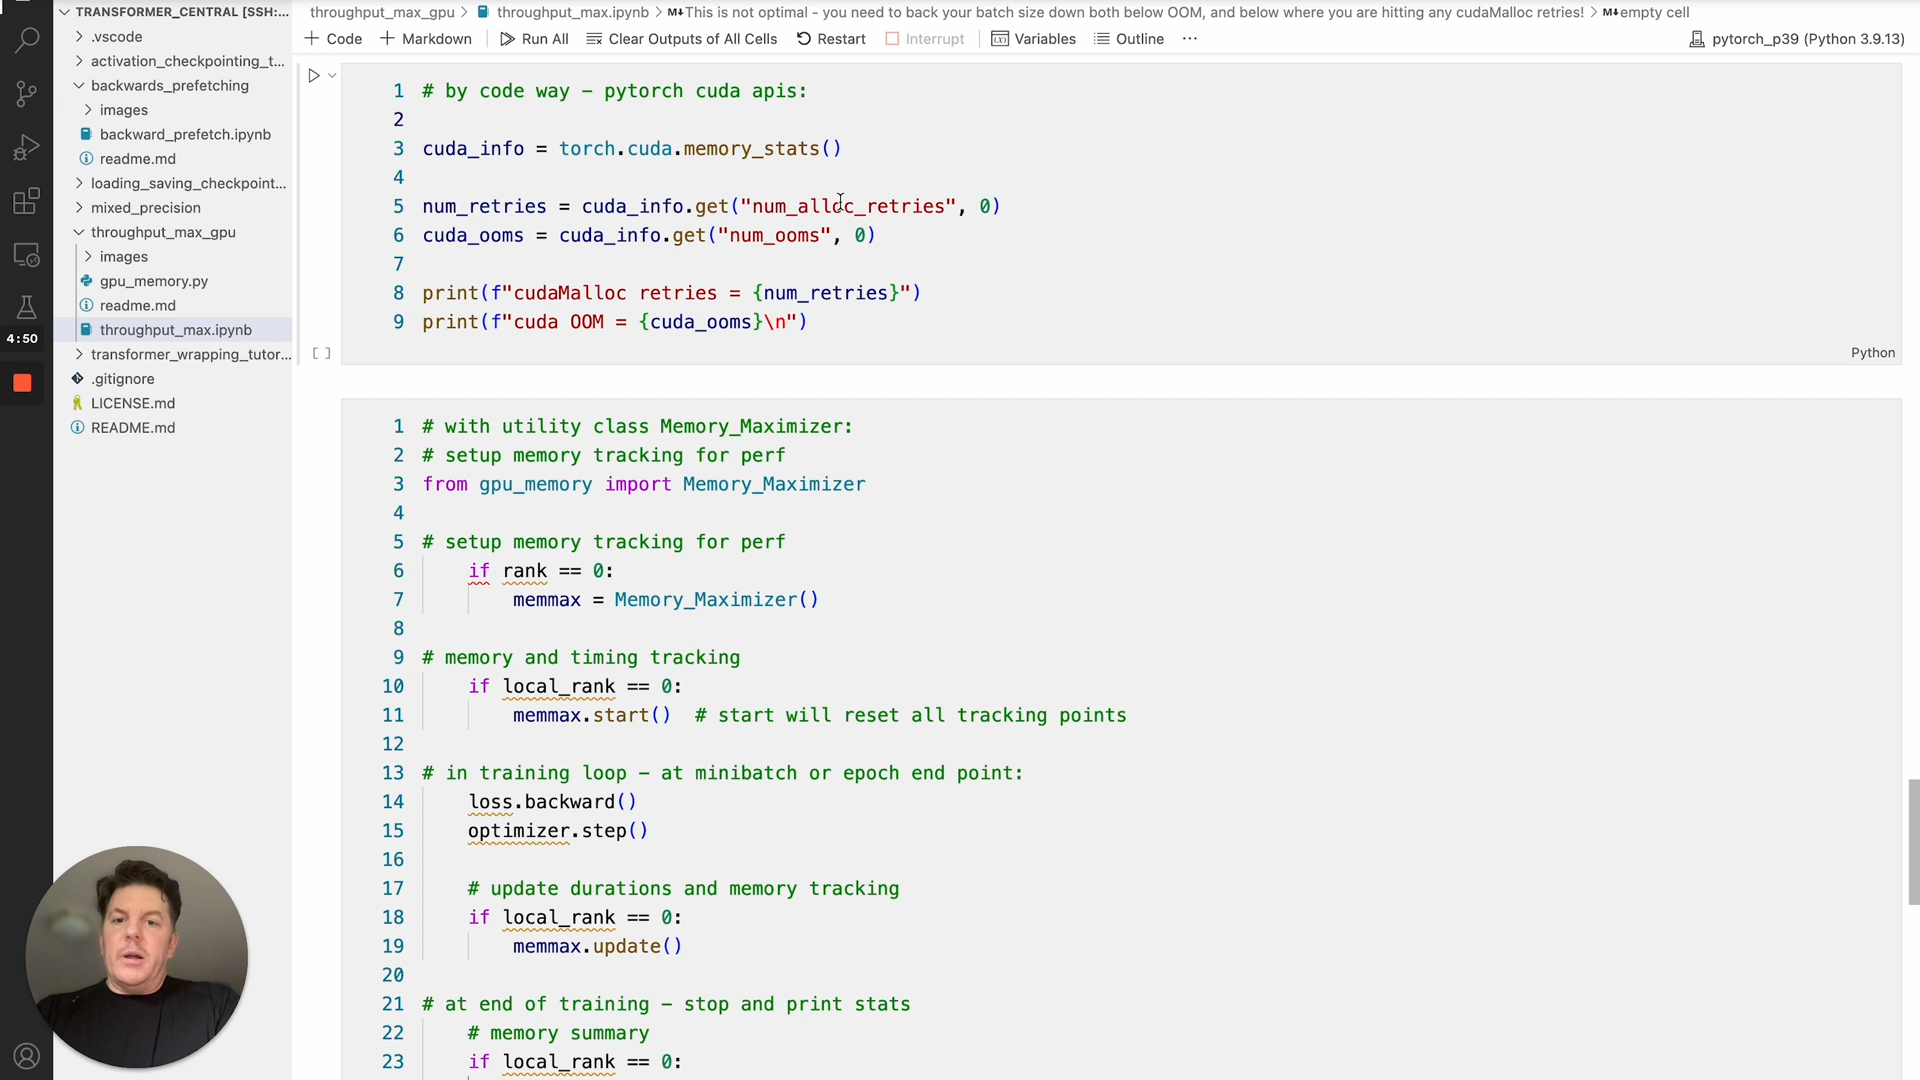 TRANSFORMER_CENTRAL [SSH:...
.vscode
activation_checkpointing_t...
backwards_prefetching
images
backward_prefetch.ipynb
readme.md
loading_saving_checkpoint...
mixed_precision
throughput_max_gpu
images
gpu_memory.py
readme.md
throughput_max.ipynb
transformer_wrapping_tutor...
.gitignore
LICENSE.md
README.md
4:50
throughput_max_gpu > throughput_max.ipynb > M↓This is not optimal - you need to back your batch size down both below OOM, and below where you are hitting any cudaMalloc retries! > M↓empty cell
+ Code + Markdown Run All Clear Outputs of All Cells Restart Interrupt Variables Outline ... pytorch_p39 (Python 3.9.13)
1 # by code way - pytorch cuda apis:
2
3 cuda_info = torch.cuda.memory_stats()
4
5 num_retries = cuda_info.get("num_alloc_retries", 0)
6 cuda_ooms = cuda_info.get("num_ooms", 0)
7
8 print(f"cudaMalloc retries = {num_retries}")
9 print(f"cuda OOM = {cuda_ooms}\n")
[ ]
Python
1 # with utility class Memory_Maximizer:
2 # setup memory tracking for perf
3 from gpu_memory import Memory_Maximizer
4
5 # setup memory tracking for perf
6 if rank == 0:
7 memmax = Memory_Maximizer()
8
9 # memory and timing tracking
10 if local_rank == 0:
11 memmax.start() # start will reset all tracking points
12
13 # in training loop - at minibatch or epoch end point:
14 loss.backward()
15 optimizer.step()
16
17 # update durations and memory tracking
18 if local_rank == 0:
19 memmax.update()
20
21 # at end of training - stop and print stats
22 # memory summary
23 if local_rank == 0: